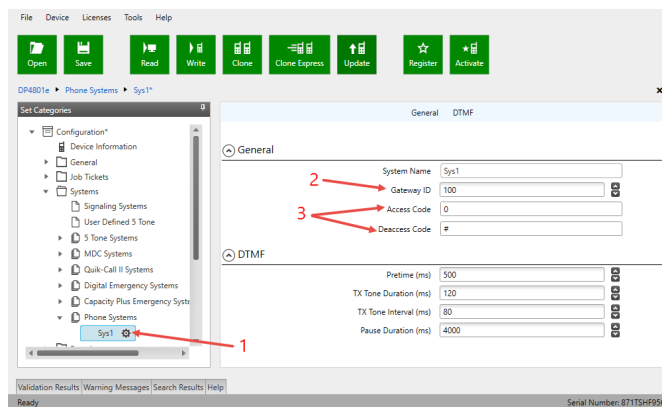 File Device Licenses Tools Help
Open Save Read Write Clone Clone Express Update Register Activate
DP4801e Phone Systems Sys1*
Set Categories
General DTMF
Configuration*
Device Information
General
Job Tickets
Systems
Signaling Systems
User Defined 5 Tone
5 Tone Systems
MDC Systems
Quik-Call II Systems
Digital Emergency Systems
Capacity Plus Emergency Syste
Phone Systems
Sys1
1
General
System Name Sys1
2
Gateway ID 100
3
Access Code 0
Deaccess Code #
DTMF
Pretime (ms) 500
TX Tone Duration (ms) 120
TX Tone Interval (ms) 80
Pause Duration (ms) 4000
Validation Results Warning Messages Search Results Help
Ready Serial Number: 871TSHF956